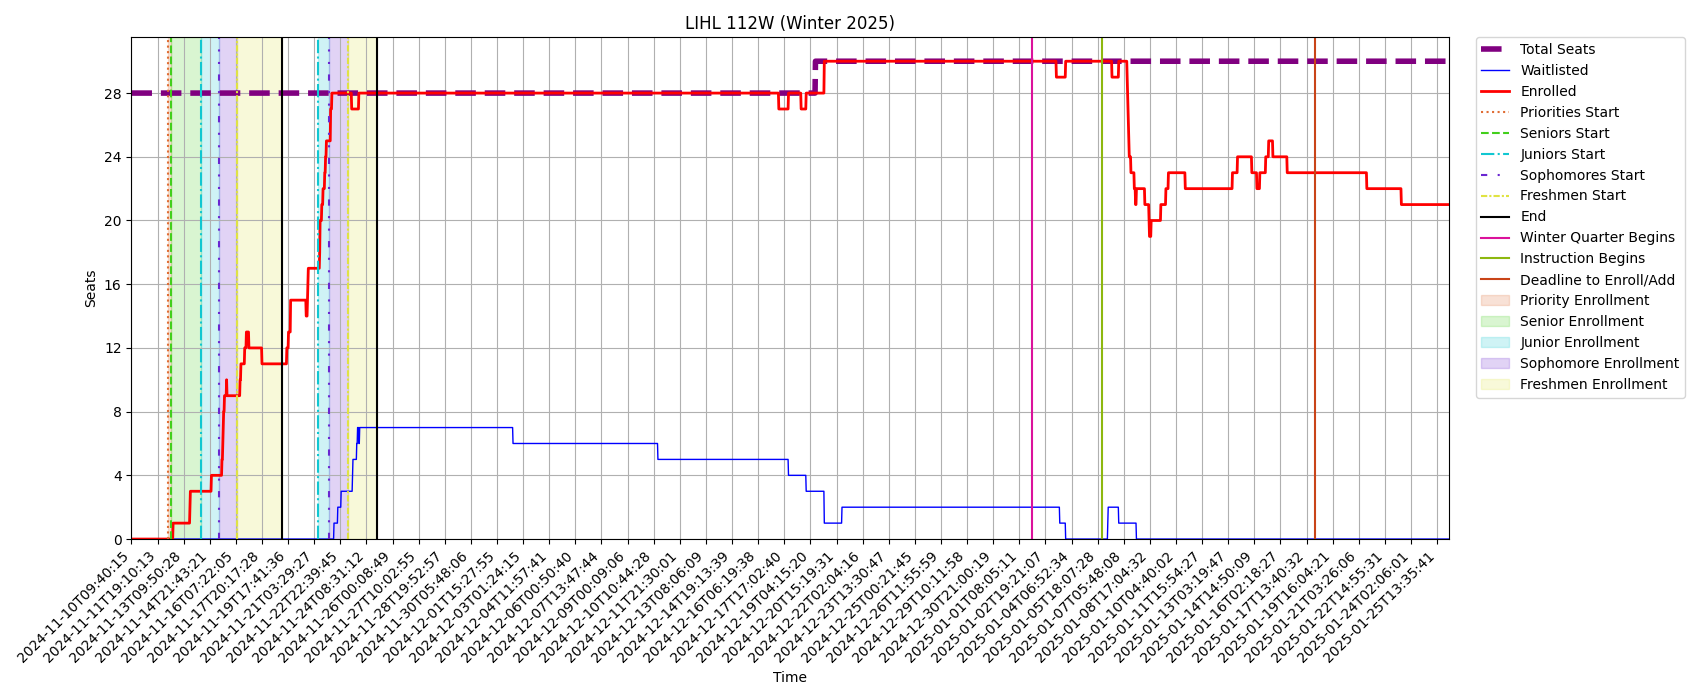 LIHL 112W (Winter 2025)
Seats
28
24
20
16
12
8
4
0
2024-11-10T09:40:15
2024-11-11T19:10:13
2024-11-13T09:50:28
2024-11-14T21:43:21
2024-11-16T07:22:05
2024-11-17T20:17:28
2024-11-19T17:41:36
2024-11-21T03:29:27
2024-11-22T22:39:45
2024-11-24T08:31:12
2024-11-26T00:08:49
2024-11-27T10:02:55
2024-11-28T19:52:57
2024-11-30T05:48:06
2024-12-01T15:27:55
2024-12-03T01:24:15
2024-12-04T11:57:41
2024-12-06T00:50:40
2024-12-07T13:47:44
2024-12-09T00:09:06
2024-12-10T10:44:28
2024-12-11T21:30:01
2024-12-13T08:06:09
2024-12-14T19:13:39
2024-12-16T06:19:38
2024-12-17T17:02:40
2024-12-19T04:15:20
2024-12-20T15:19:31
2024-12-22T02:04:16
2024-12-23T13:30:47
2024-12-25T00:21:45
2024-12-26T11:55:59
2024-12-29T10:11:58
2024-12-30T21:00:19
2025-01-01T08:05:11
2025-01-02T19:21:07
2025-01-04T06:52:34
2025-01-05T18:07:28
2025-01-07T05:48:08
2025-01-08T17:04:32
2025-01-10T04:40:02
2025-01-11T15:54:27
2025-01-13T03:19:47
2025-01-14T14:50:09
2025-01-16T02:18:27
2025-01-17T13:40:32
2025-01-19T16:04:21
2025-01-21T03:26:06
2025-01-22T14:55:31
2025-01-24T02:06:01
2025-01-25T13:35:41
Time
Total Seats
Waitlisted
Enrolled
Priorities Start
Seniors Start
Juniors Start
Sophomores Start
Freshmen Start
End
Winter Quarter Begins
Instruction Begins
Deadline to Enroll/Add
Priority Enrollment
Senior Enrollment
Junior Enrollment
Sophomore Enrollment
Freshmen Enrollment